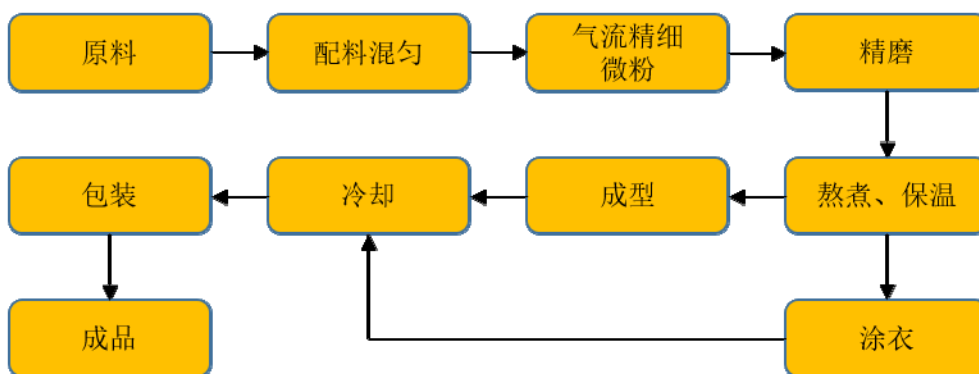 原料
配料混匀
气流精细
微粉
精磨
包装
冷却
成型
熬煮、保温
成品
涂衣